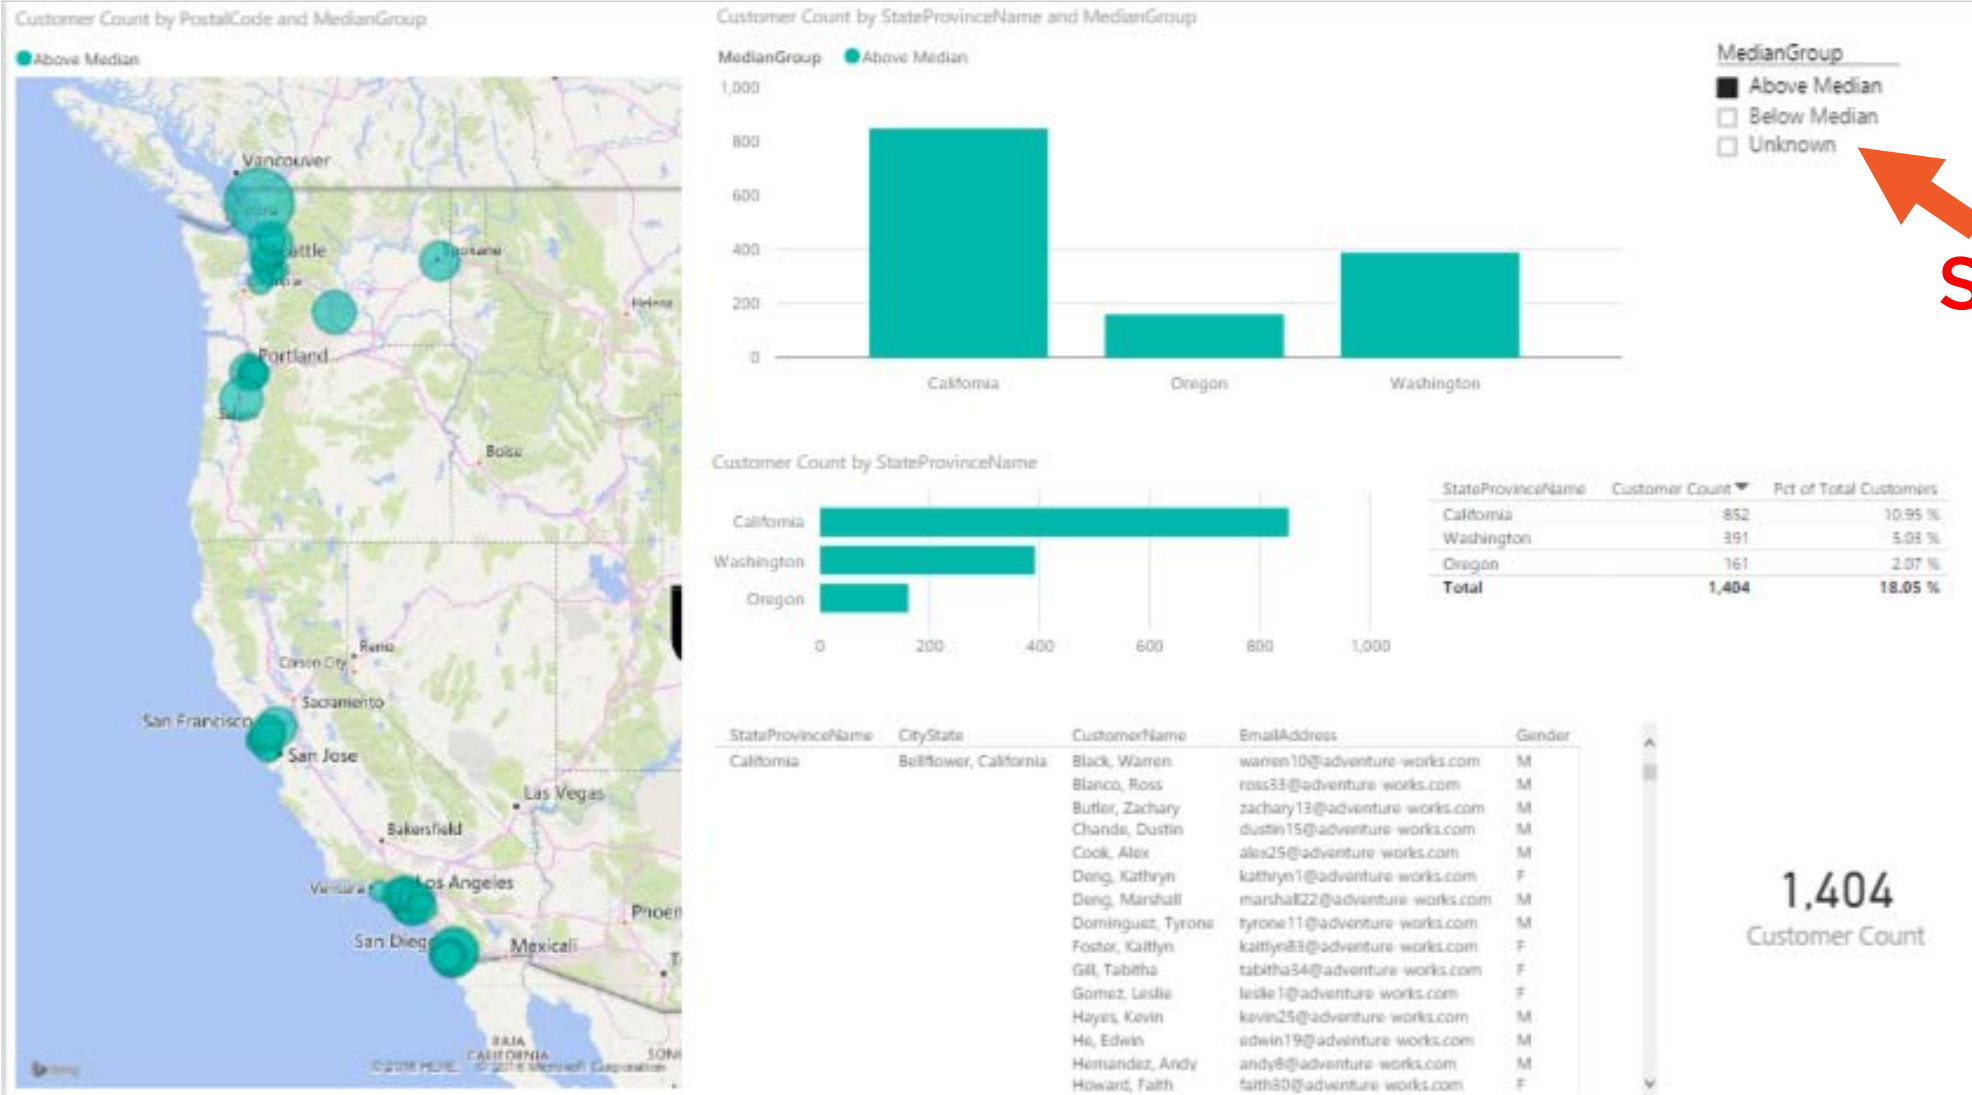 Customer Count by PostalCode and MedianGroup
Above Median
Vancouver
Spokane
Helena
Portland
Boise
Reno
Carson City
Sacramento
San Francisco
San Jose
Las Vegas
Bakersfield
Ventura
Los Angeles
San Diego
Mexicali
BAJA
CALIFORNIA
Customer Count by StateProvinceName and MedianGroup
MedianGroup Above Median
1,000
800
600
400
200
0
California Oregon Washington
MedianGroup
Above Median
Below Median
Unknown
S
Customer Count by StateProvinceName
California
Washington
Oregon
0 200 400 600 800 1,000
StateProvinceName Customer Count Pct of Total Customers
California 852 10.95 %
Washington 391 5.03 %
Oregon 161 2.07 %
Total 1,404 18.05 %
StateProvinceName CityState CustomerName EmailAddress Gender
California Bellflower, California Black, Warren warren10@adventure-works.com M
Blanco, Ross ross33@adventure-works.com M
Butler, Zachary zachary13@adventure-works.com M
Chande, Dustin dustin15@adventure-works.com M
Cook, Alex alex25@adventure-works.com M
Deng, Kathryn kathryn1@adventure-works.com F
Deng, Marshall marshall22@adventure-works.com M
Dominguez, Tyrone tyrone11@adventure-works.com M
Foster, Kaitlyn kaitlyn83@adventure-works.com F
Gill, Tabitha tabitha34@adventure-works.com F
Gomez, Leslie leslie1@adventure-works.com F
Hayes, Kevin kevin25@adventure-works.com M
He, Edwin edwin19@adventure-works.com M
Hernandez, Andy andy8@adventure-works.com M
Howard, Faith faith30@adventure-works.com F
1,404
Customer Count